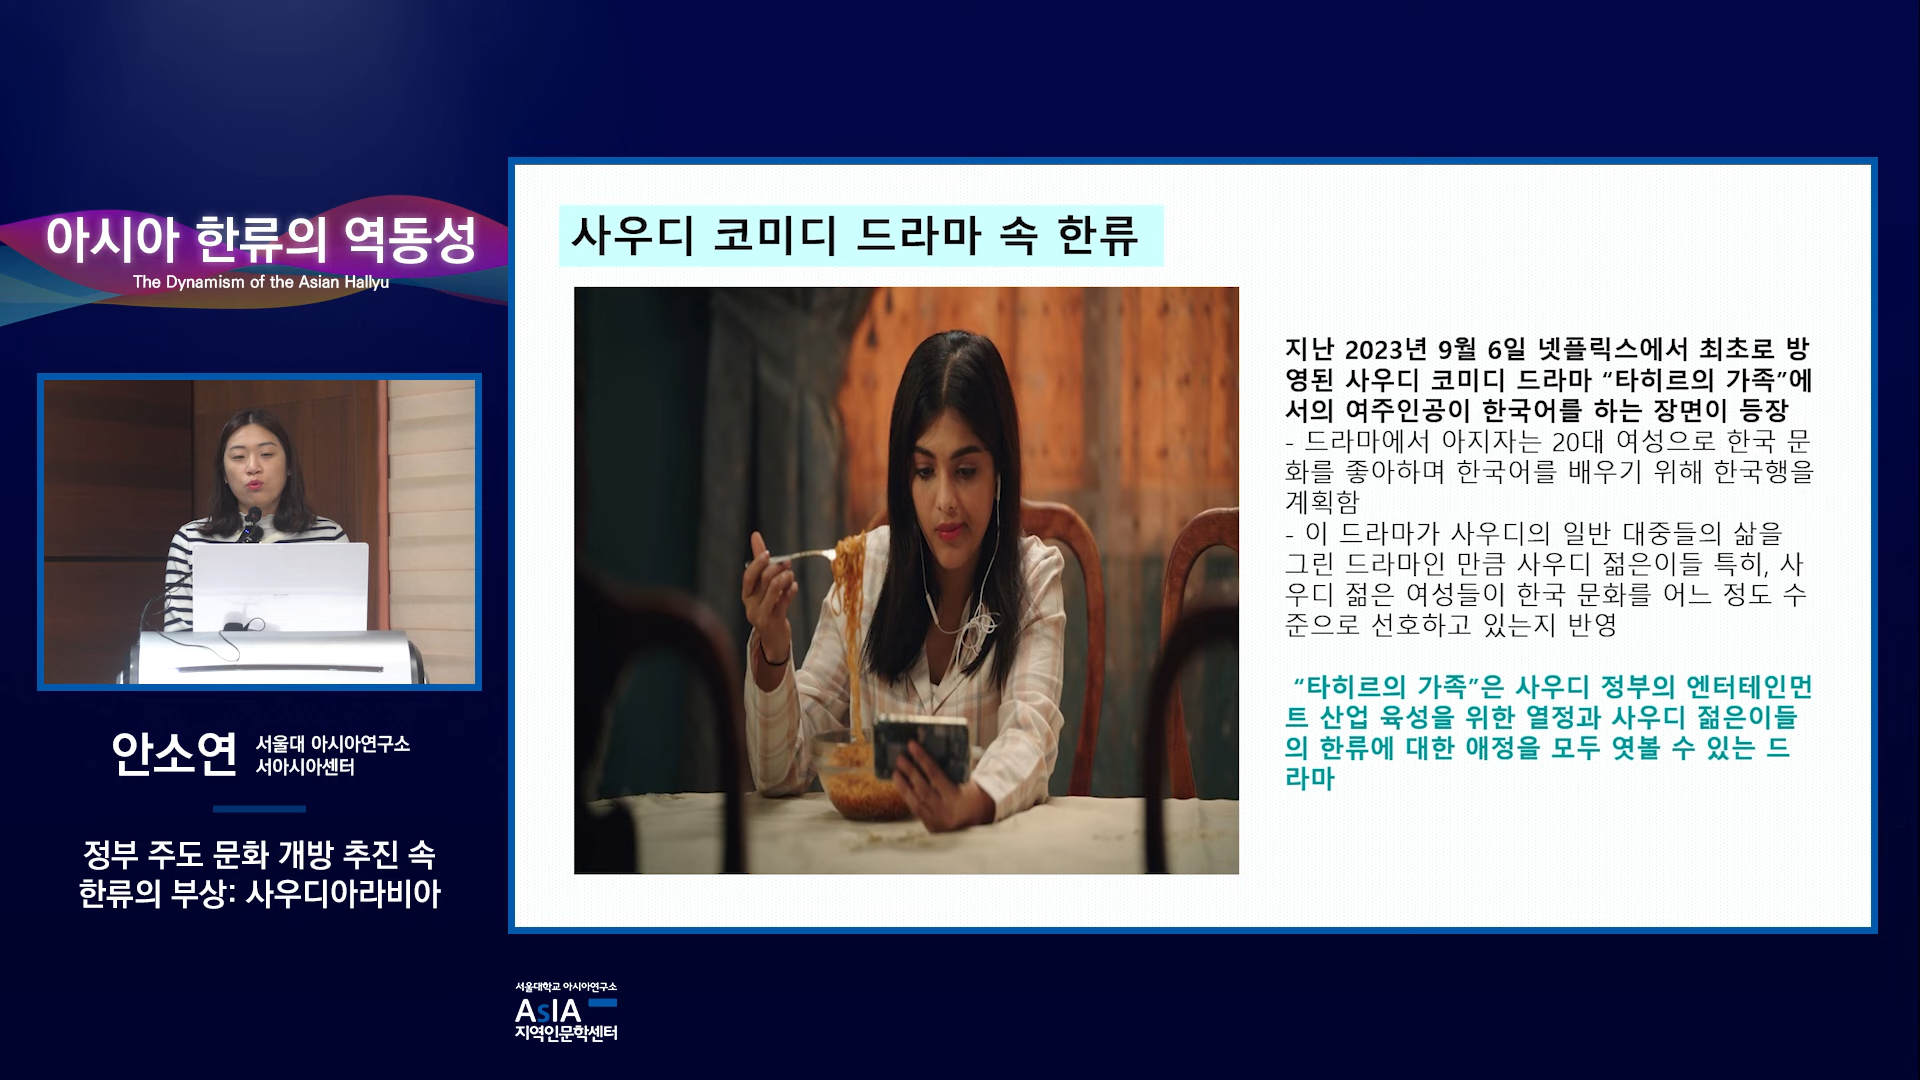 아시아 한류의 역동성
The Dynamism of the Asian Hallyu
안소연
서울대 아시아연구소
서아시아센터
정부 주도 문화 개방 추진 속
한류의 부상: 사우디아라비아
사우디 코미디 드라마 속 한류
지난 2023년 9월 6일 넷플릭스에서 최초로 방
영된 사우디 코미디 드라마 “타히르의 가족”에
서의 여주인공이 한국어를 하는 장면이 등장
- 드라마에서 아지자는 20대 여성으로 한국 문
화를 좋아하며 한국어를 배우기 위해 한국행을
계획함
- 이 드라마가 사우디의 일반 대중들의 삶을
그린 드라마인 만큼 사우디 젊은이들 특히, 사
우디 젊은 여성들이 한국 문화를 어느 정도 수
준으로 선호하고 있는지 반영
“타히르의 가족”은 사우디 정부의 엔터테인먼
트 산업 육성을 위한 열정과 사우디 젊은이들
의 한류에 대한 애정을 모두 엿볼 수 있는 드
라마
서울대학교 아시아연구소
AsIA
지역인문학센터